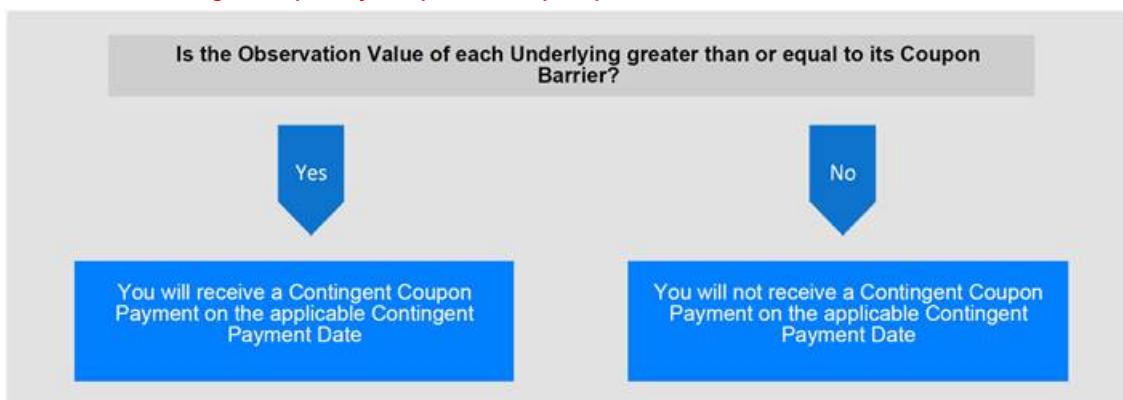 Is the Observation Value of each Underlying greater than or equal to its Coupon
Barrier?
Yes
No
You will receive a Contingent Coupon
Payment on the applicable Contingent
Payment Date
You will not receive a Contingent Coupon
Payment on the applicable Contingent
Payment Date